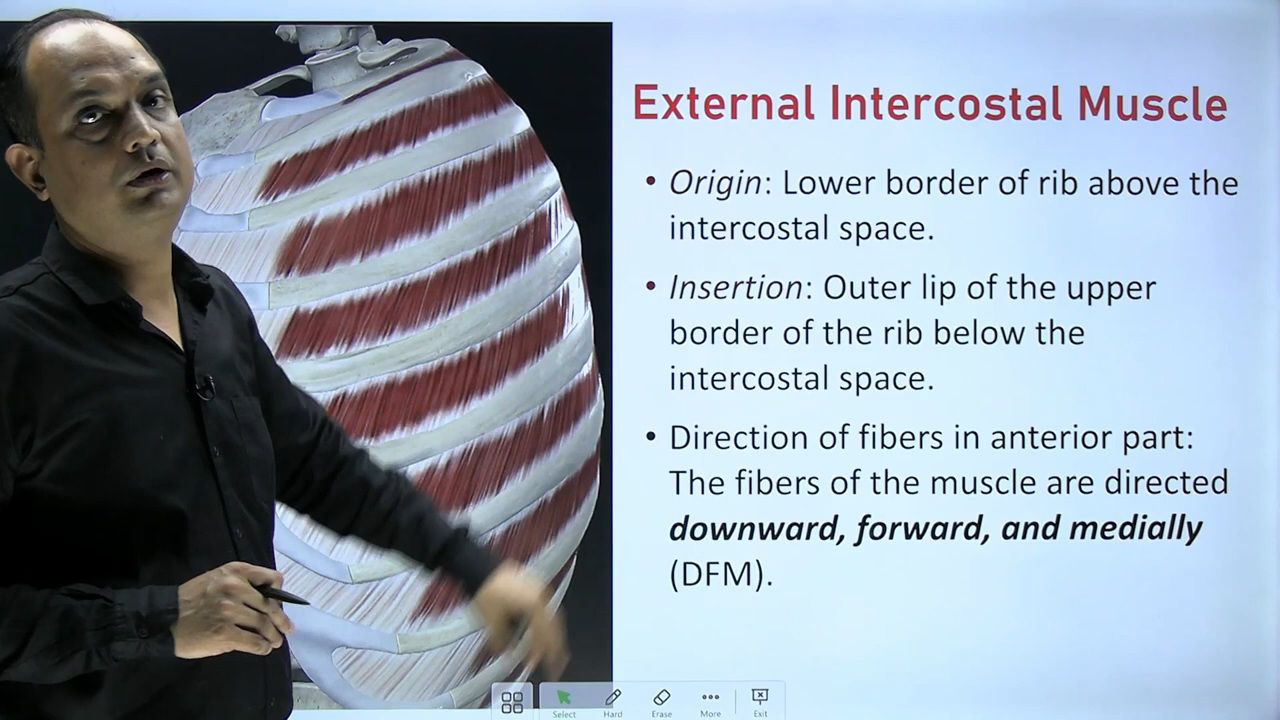 External Intercostal Muscle
• Origin: Lower border of rib above the
intercostal space.
• Insertion: Outer lip of the upper
border of the rib below the
intercostal space.
• Direction of fibers in anterior part:
The fibers of the muscle are directed
downward, forward, and medially
(DFM).
Select Hard Erase More Exit